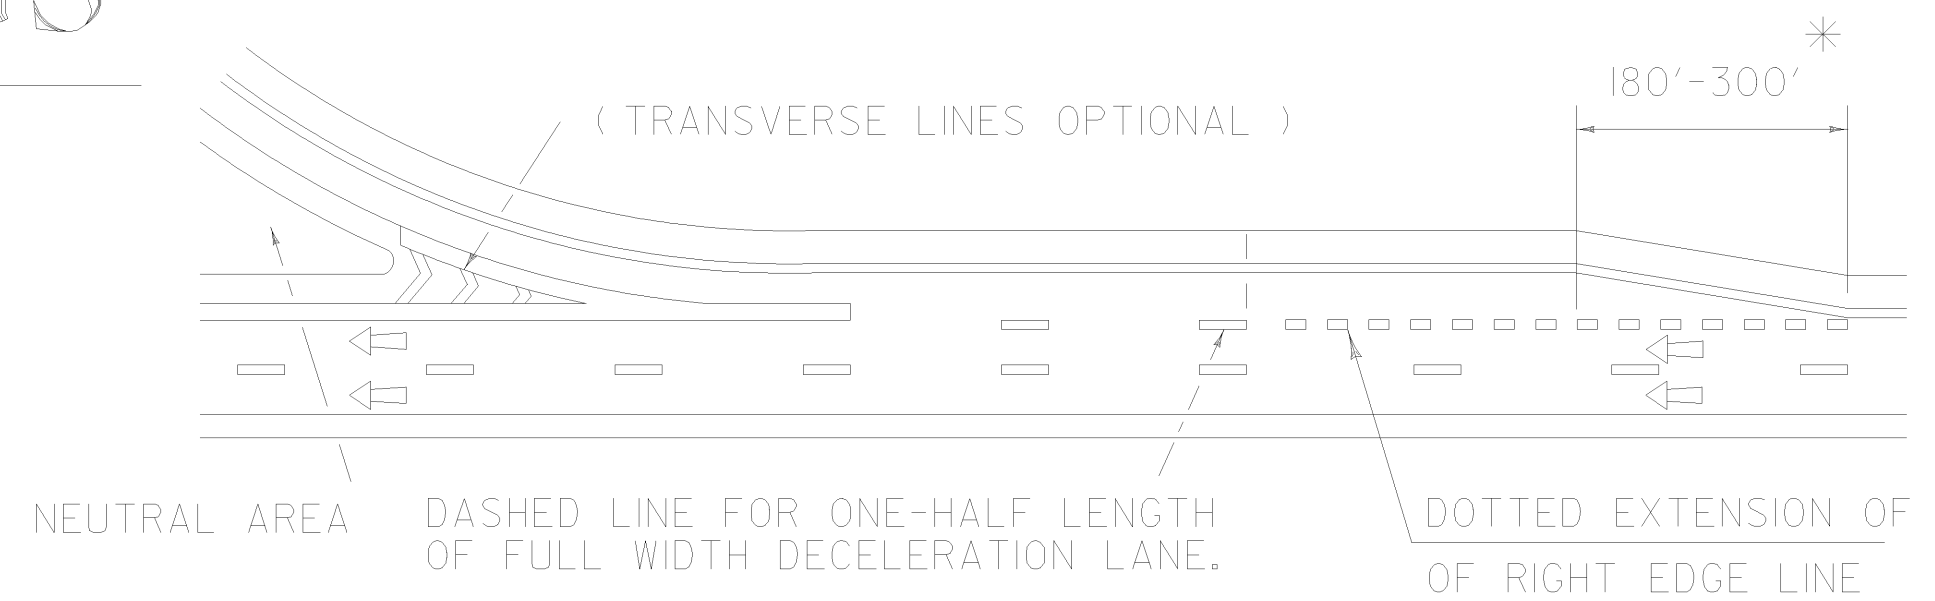 180'-300'
( TRANSVERSE LINES OPTIONAL )
NEUTRAL AREA
DASHED LINE FOR ONE-HALF LENGTH
OF FULL WIDTH DECELERATION LANE.
DOTTED EXTENSION OF
OF RIGHT EDGE LINE